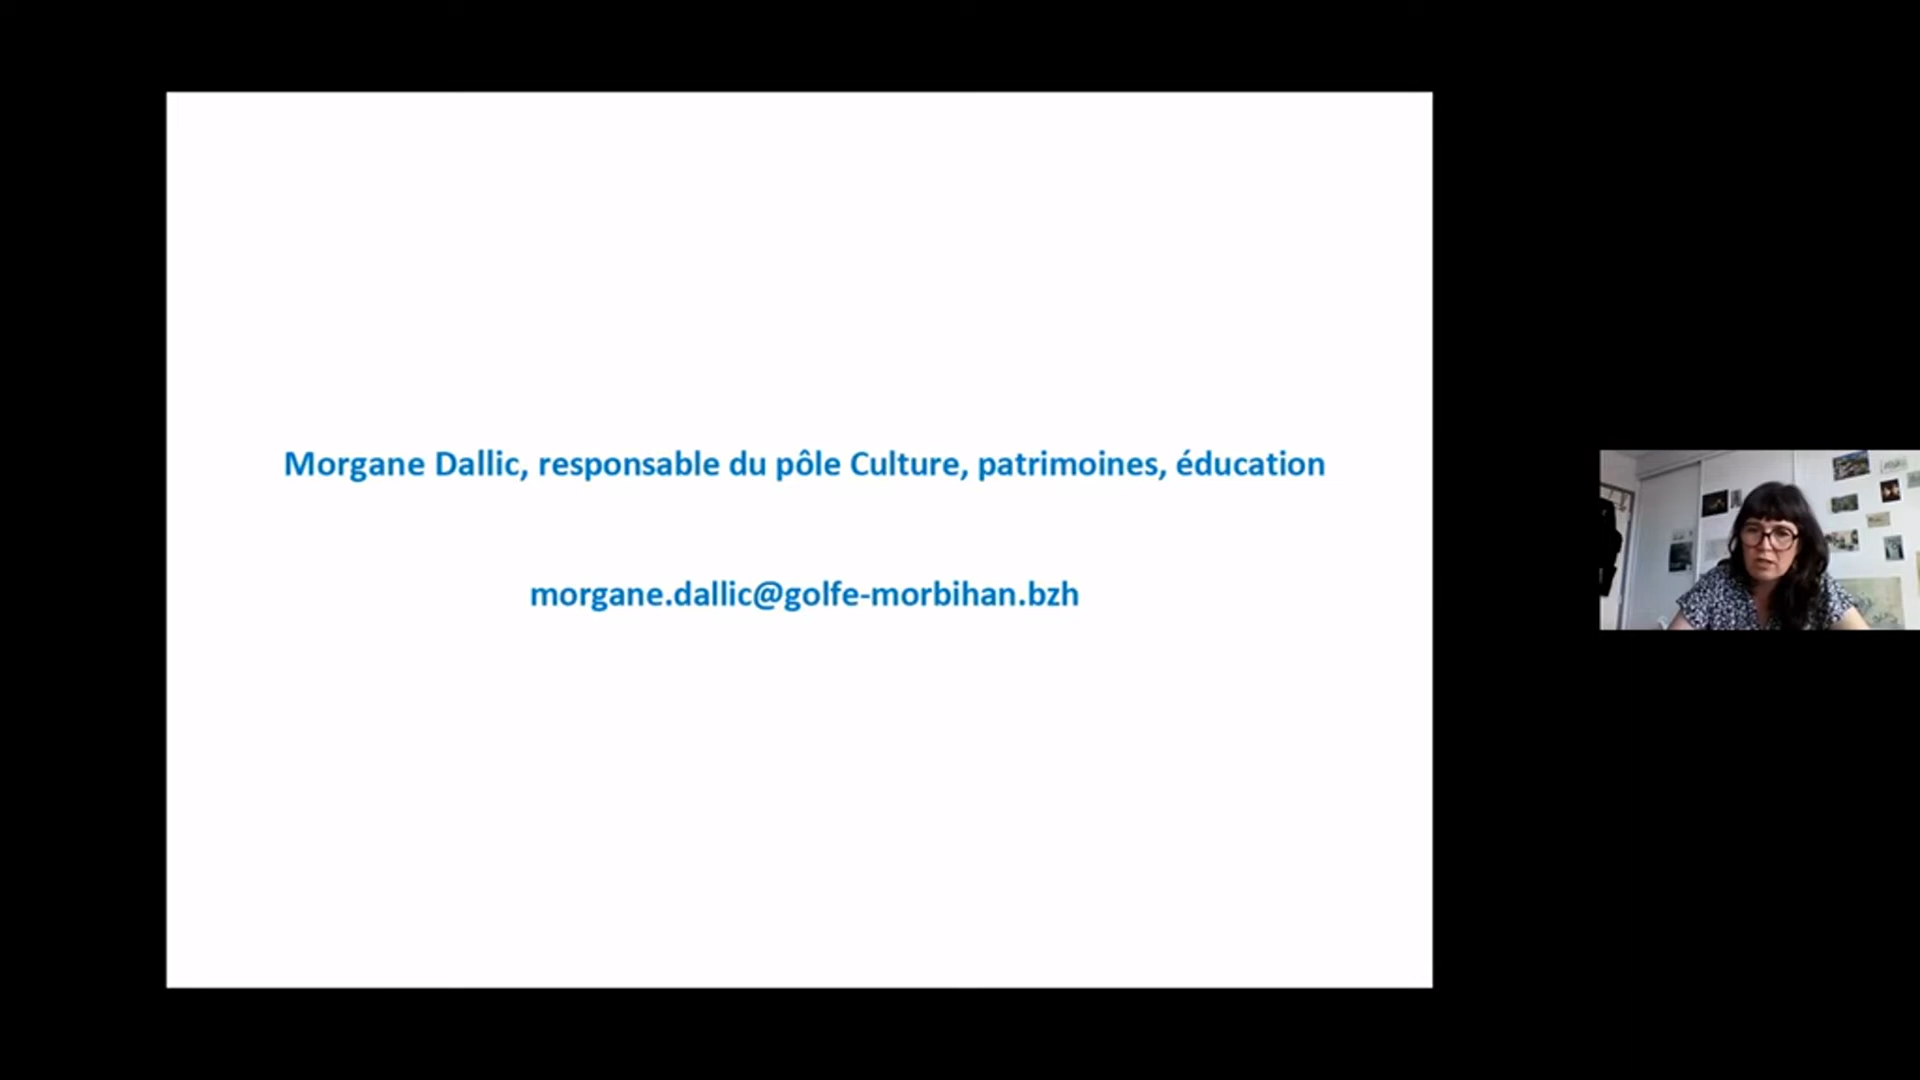 Morgane Dallic, responsable du pôle Culture, patrimoines, éducation
morgane.dallic@golfe-morbihan.bzh